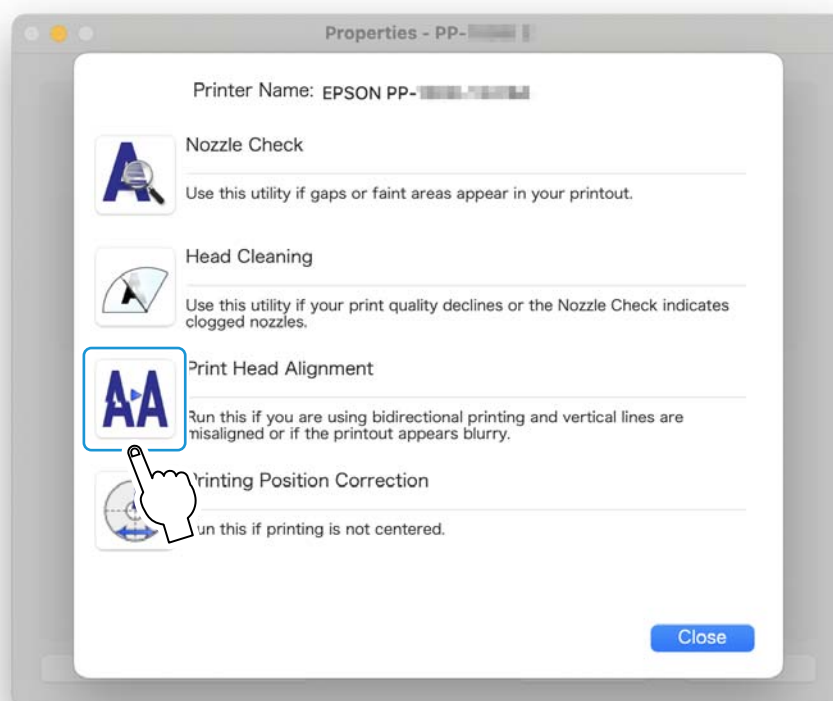 Properties - PP-
Printer Name: EPSON PP-
Nozzle Check
Use this utility if gaps or faint areas appear in your printout.
Head Cleaning
Use this utility if your print quality declines or the Nozzle Check indicates
clogged nozzles.
Print Head Alignment
Run this if you are using bidirectional printing and vertical lines are
misaligned or if the printout appears blurry.
Printing Position Correction
Run this if printing is not centered.
Close